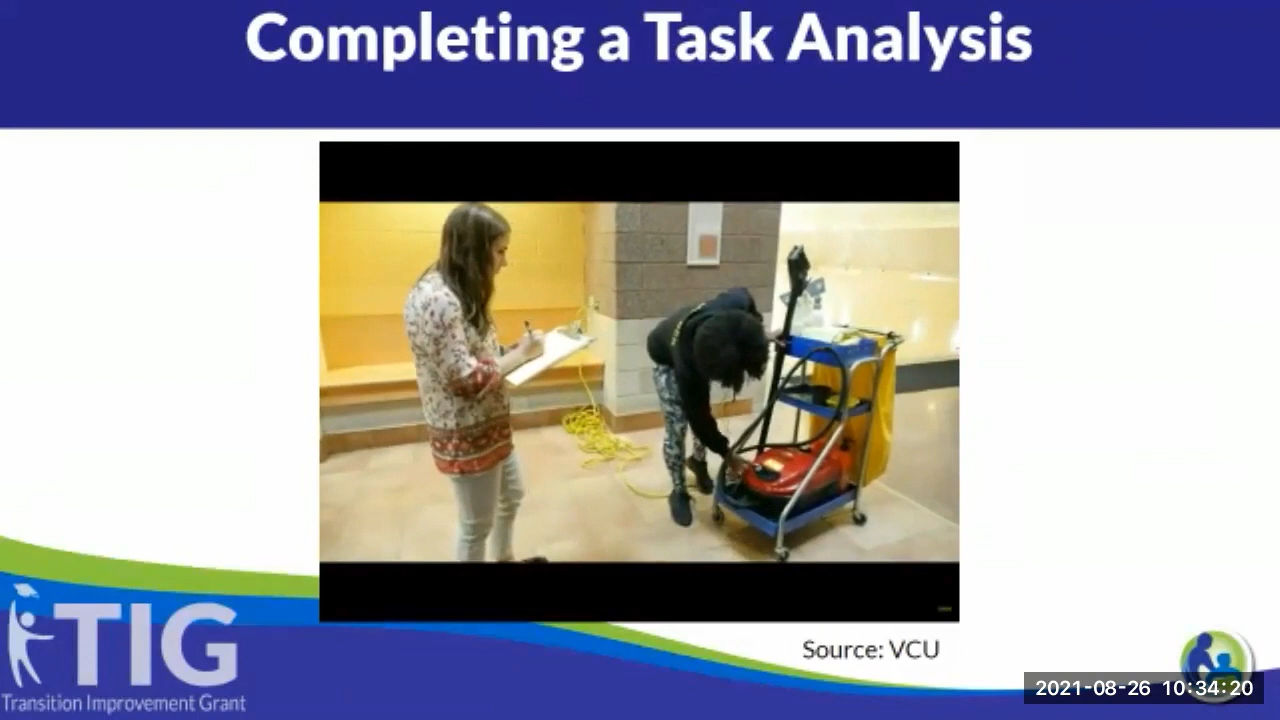 Completing a Task Analysis
Source: VCU
TIG
Transition Improvement Grant
2021-08-26 10:34:20